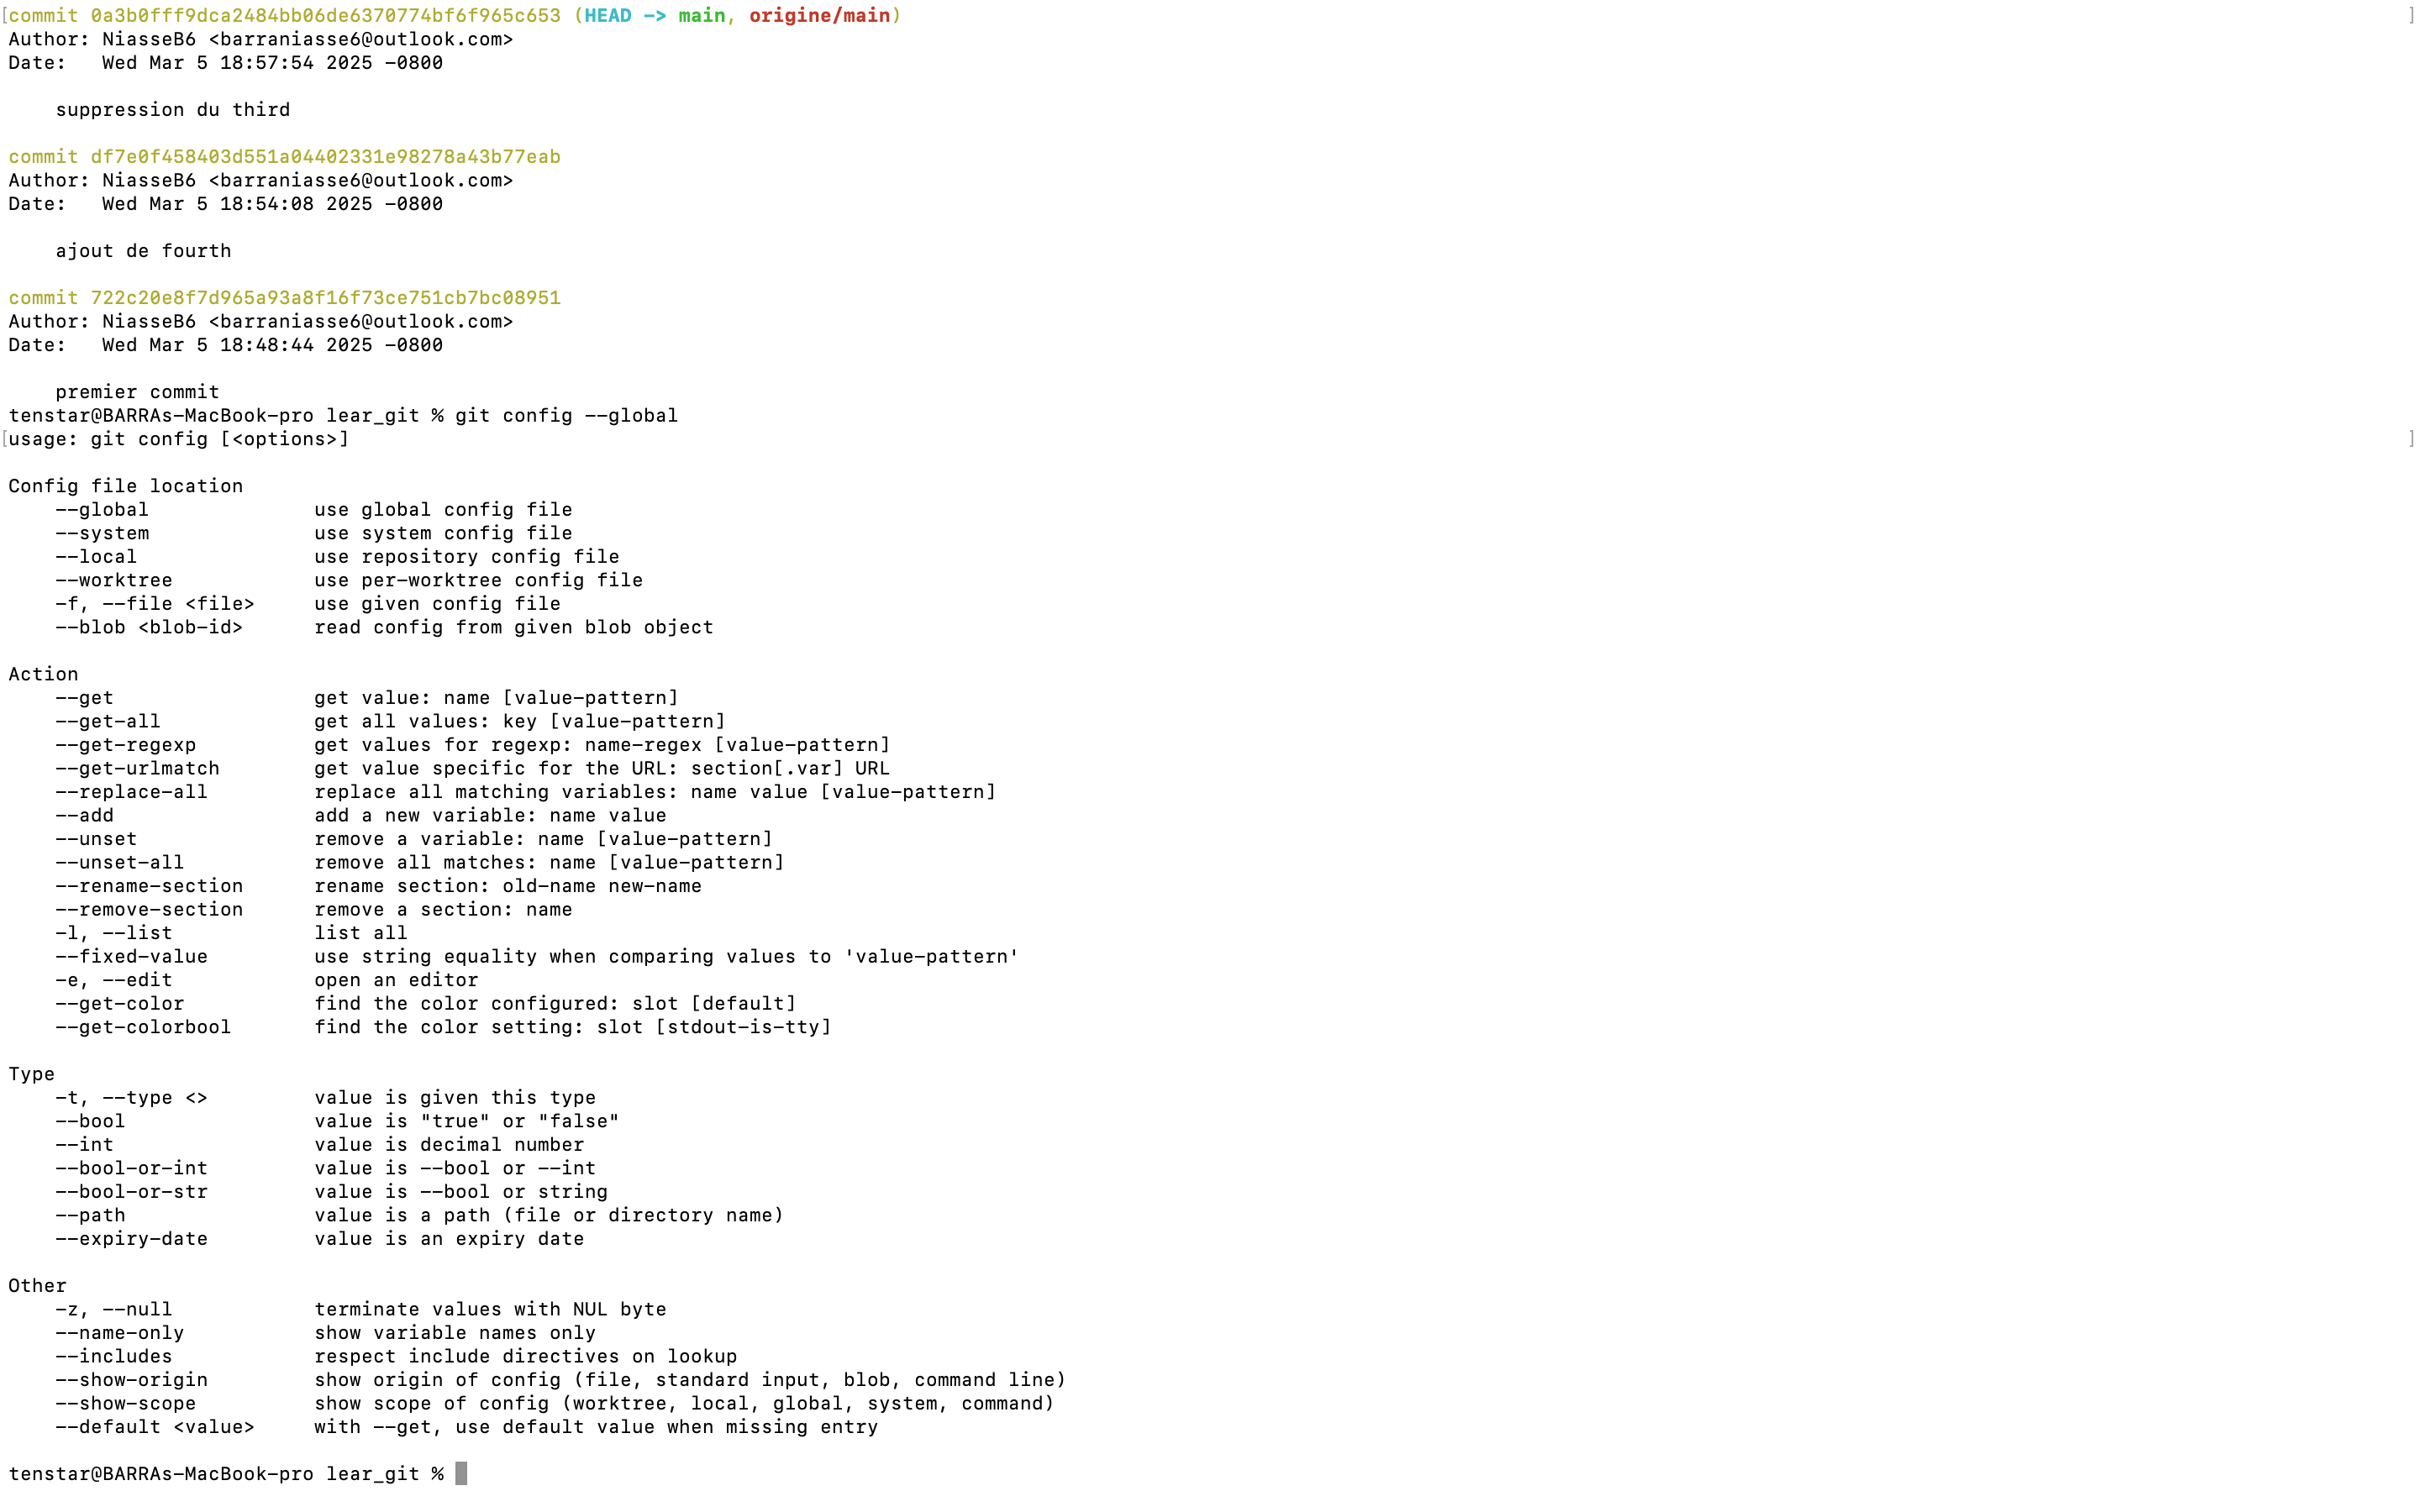 [commit 0a3b0fff9dca2484bb06de6370774bf6f965c653 (HEAD -> main, origine/main) ]
Author: NiasseB6 <barraniasse6@outlook.com>
Date:   Wed Mar 5 18:57:54 2025 -0800

    suppression du third

commit df7e0f458403d551a04402331e98278a43b77eab
Author: NiasseB6 <barraniasse6@outlook.com>
Date:   Wed Mar 5 18:54:08 2025 -0800

    ajout de fourth

commit 722c20e8f7d965a93a8f16f73ce751cb7bc08951
Author: NiasseB6 <barraniasse6@outlook.com>
Date:   Wed Mar 5 18:48:44 2025 -0800

    premier commit
tenstar@BARRAs-MacBook-pro lear_git % git config --global
[usage: git config [<options>] ]

Config file location
    --global              use global config file
    --system              use system config file
    --local               use repository config file
    --worktree            use per-worktree config file
    -f, --file <file>     use given config file
    --blob <blob-id>      read config from given blob object

Action
    --get                 get value: name [value-pattern]
    --get-all             get all values: key [value-pattern]
    --get-regexp          get values for regexp: name-regex [value-pattern]
    --get-urlmatch        get value specific for the URL: section[.var] URL
    --replace-all         replace all matching variables: name value [value-pattern]
    --add                 add a new variable: name value
    --unset               remove a variable: name [value-pattern]
    --unset-all           remove all matches: name [value-pattern]
    --rename-section      rename section: old-name new-name
    --remove-section      remove a section: name
    -l, --list            list all
    --fixed-value         use string equality when comparing values to 'value-pattern'
    -e, --edit            open an editor
    --get-color           find the color configured: slot [default]
    --get-colorbool       find the color setting: slot [stdout-is-tty]

Type
    -t, --type <>         value is given this type
    --bool                value is "true" or "false"
    --int                 value is decimal number
    --bool-or-int         value is --bool or --int
    --bool-or-str         value is --bool or string
    --path                value is a path (file or directory name)
    --expiry-date         value is an expiry date

Other
    -z, --null            terminate values with NUL byte
    --name-only           show variable names only
    --includes            respect include directives on lookup
    --show-origin         show origin of config (file, standard input, blob, command line)
    --show-scope          show scope of config (worktree, local, global, system, command)
    --default <value>     with --get, use default value when missing entry

tenstar@BARRAs-MacBook-pro lear_git %